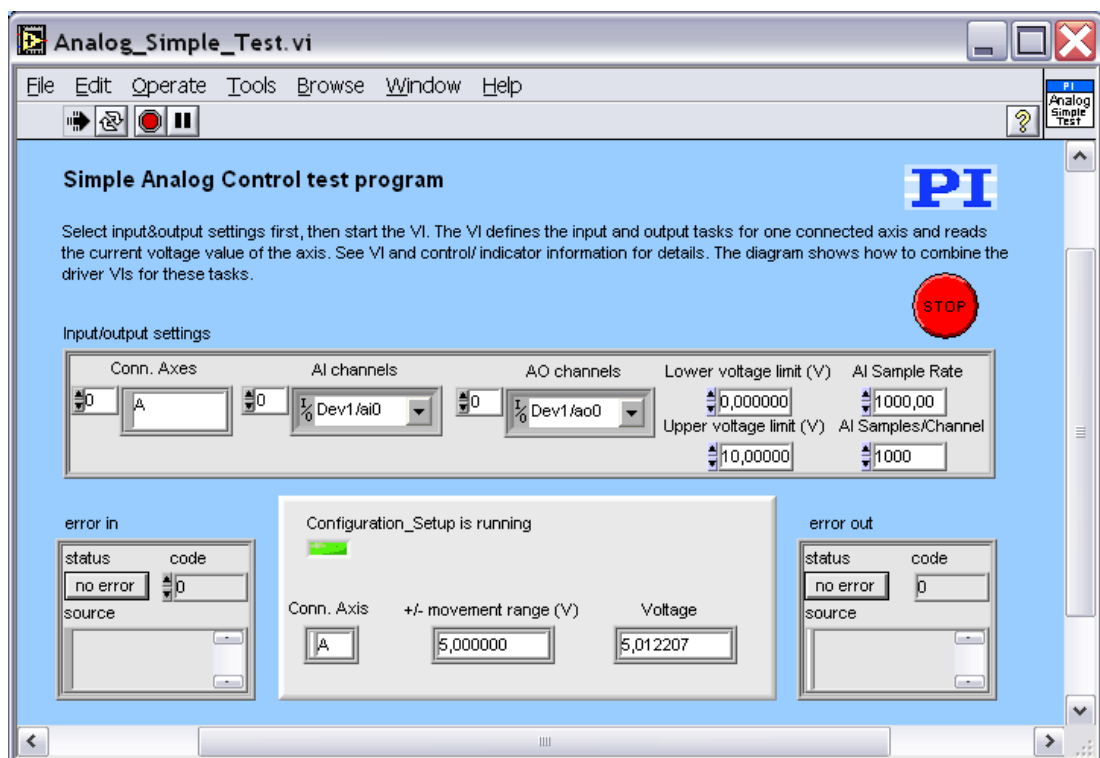 Analog_Simple_Test.vi
File Edit Operate Tools Browse Window Help
PI
Analog
Simple
Test
?
Simple Analog Control test program
PI
Select input&output settings first, then start the VI. The VI defines the input and output tasks for one connected axis and reads
the current voltage value of the axis. See VI and control/ indicator information for details. The diagram shows how to combine the
driver VIs for these tasks.
STOP
Input/output settings
Conn. Axes AI channels AO channels Lower voltage limit (V) AI Sample Rate
0 A 0 I/0 Dev1/ai0 0 I/0 Dev1/ao0 0,000000 1000,00
Upper voltage limit (V) AI Samples/Channel
10,00000 1000
error in
status code
no error 0
source
Configuration_Setup is running
Conn. Axis +/- movement range (V) Voltage
A 5,000000 5,012207
error out
status code
no error 0
source